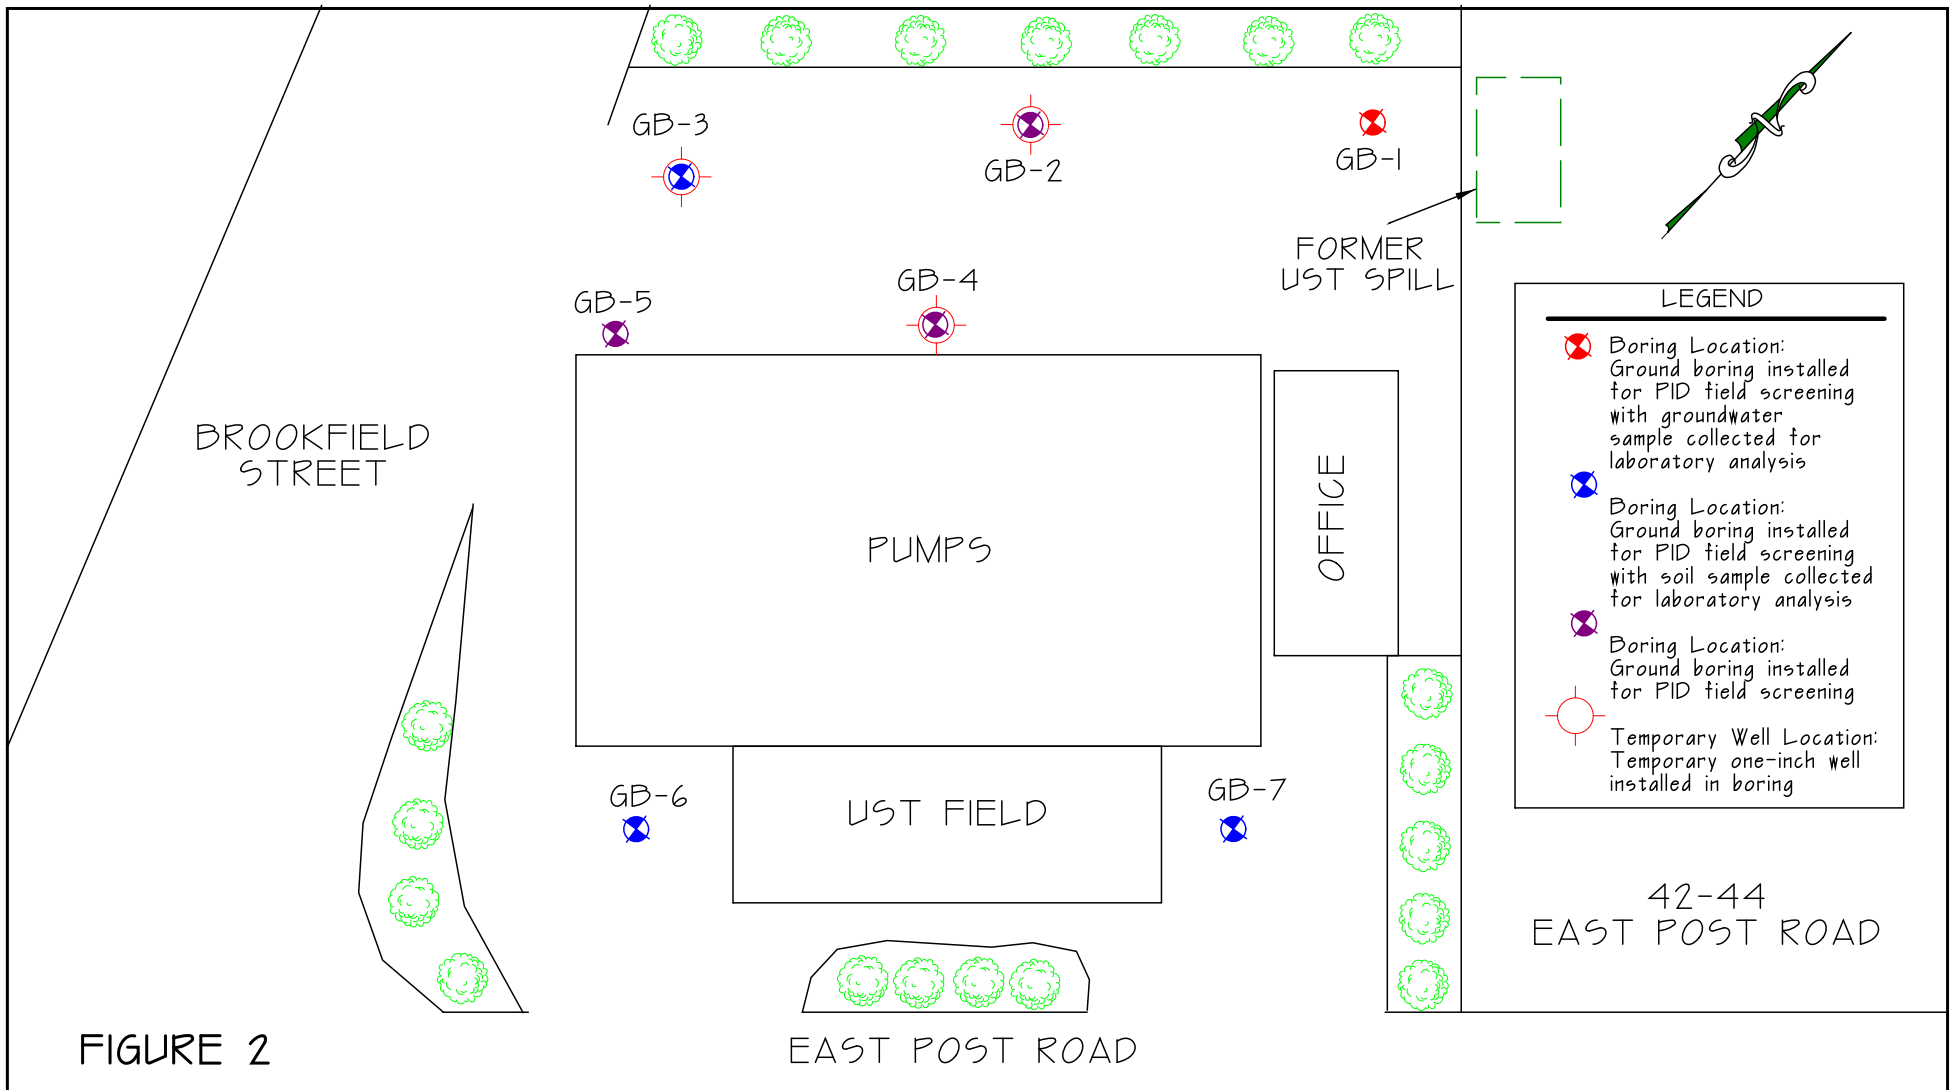 GB-3
GB-2
GB-1
FORMER
UST SPILL
GB-5
GB-4
BROOKFIELD
STREET
PUMPS
OFFICE
GB-6
UST FIELD
GB-7
EAST POST ROAD
FIGURE 2
LEGEND
Boring Location:
Ground boring installed
for PID field screening
with groundwater
sample collected for
laboratory analysis
Boring Location:
Ground boring installed
for PID field screening
with soil sample collected
for laboratory analysis
Boring Location:
Ground boring installed
for PID field screening
Temporary Well Location:
Temporary one-inch well
installed in boring
42-44
EAST POST ROAD